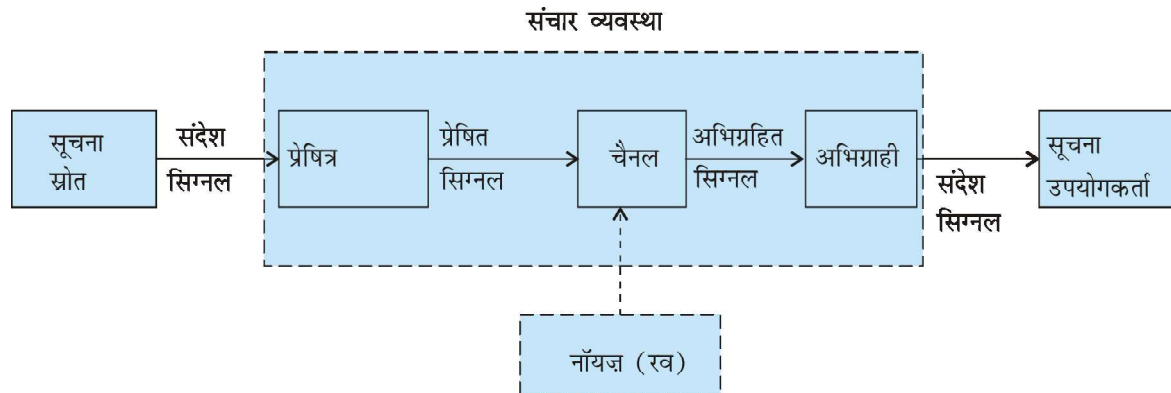 संचार व्यवस्था
सूचना
स्रोत
संदेश
सिग्नल
प्रेषित्र
प्रेषित
सिग्नल
चैनल
अभिग्रहित
सिग्नल
अभिग्राही
संदेश
सिग्नल
सूचना
उपयोगकर्ता
नॉयज़ (रव)